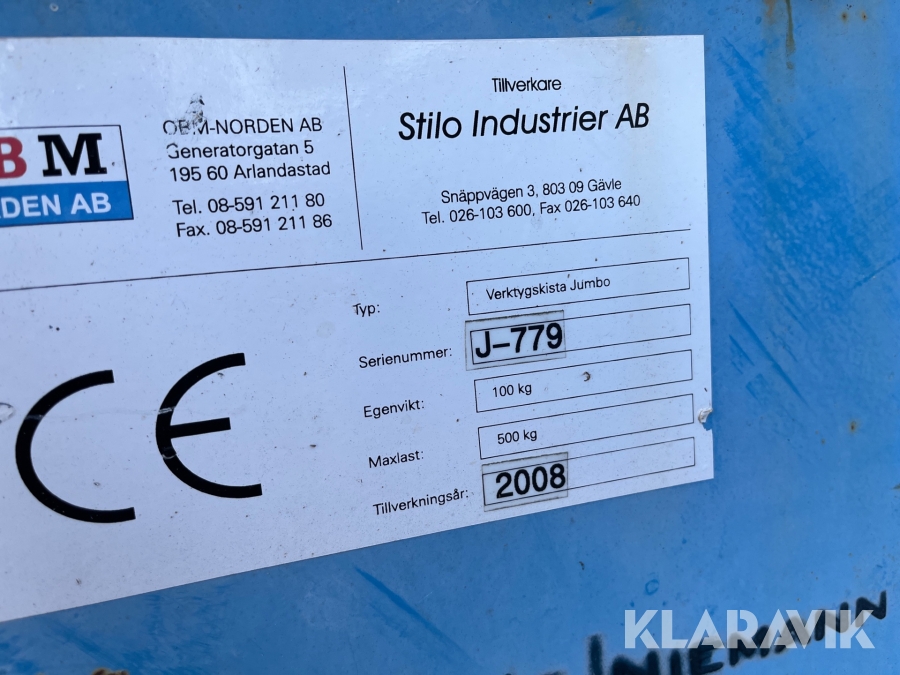 BM
DEN AB
OBM-NORDEN AB
Generatorgatan 5
195 60 Arlandastad
Tel. 08-591 211 80
Fax. 08-591 211 86
Tillverkare
Stilo Industrier AB
Snäppvägen 3, 803 09 Gävle
Tel. 026-103 600, Fax 026-103 640
CE
Typ: Verktygskista Jumbo
Serienummer: J-779
Egenvikt: 100 kg
Maxlast: 500 kg
Tillverkningsår: 2008
KLARAVIK